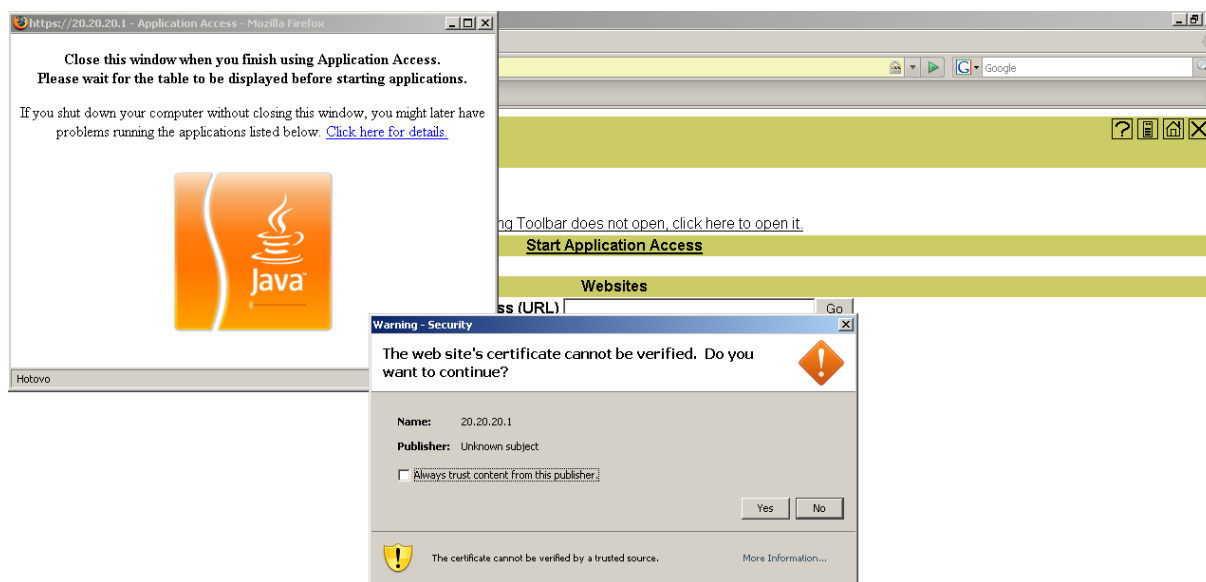 https://20.20.20.1 - Application Access - Mozilla Firefox
Close this window when you finish using Application Access.
Please wait for the table to be displayed before starting applications.
If you shut down your computer without closing this window, you might later have
problems running the applications listed below. Click here for details.
Java™
Hotovo
G Google
?
ng Toolbar does not open, click here to open it.
Start Application Access
Websites
ss (URL)
Go
Warning - Security
The web site's certificate cannot be verified. Do you
want to continue?
Name: 20.20.20.1
Publisher: Unknown subject
Always trust content from this publisher.
Yes No
The certificate cannot be verified by a trusted source. More Information...